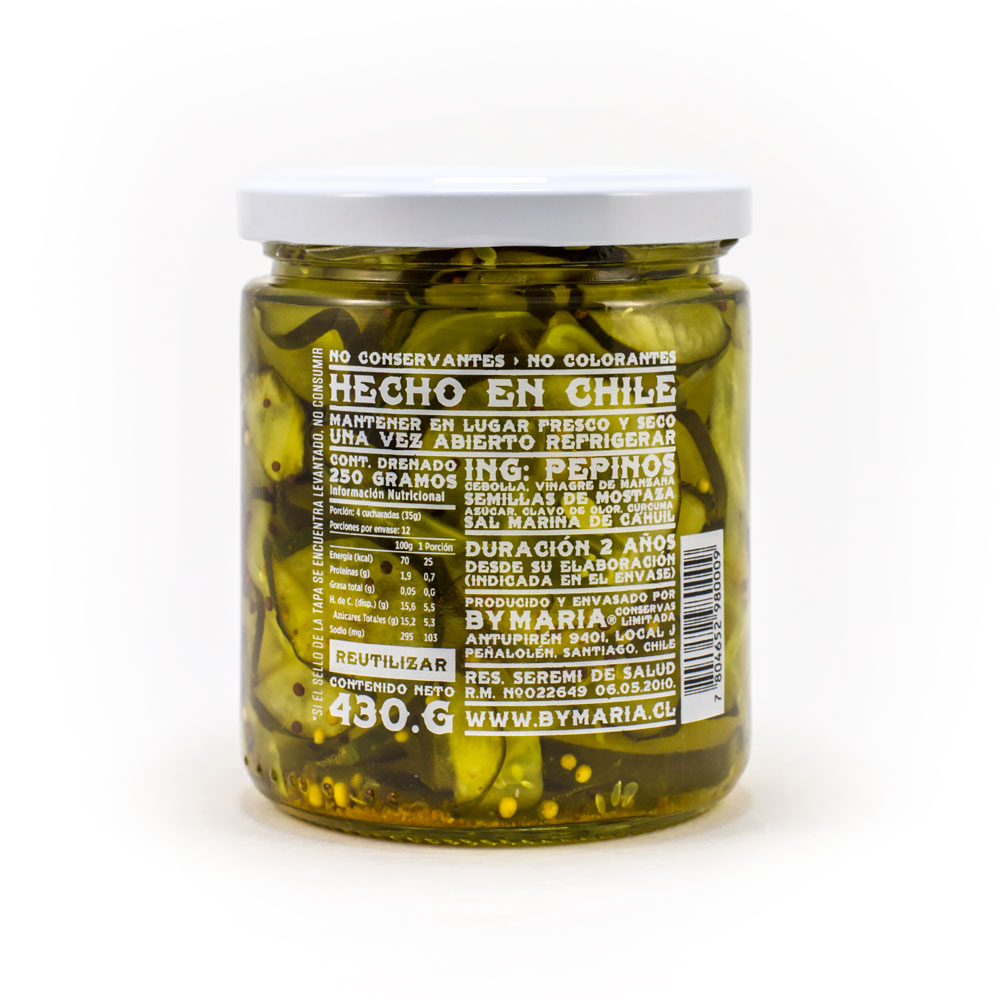 NO CONSERVANTES › NO COLORANTES
HECHO EN CHILE
MANTENER EN LUGAR FRESCO Y SECO
UNA VEZ ABIERTO REFRIGERAR
CONT. DRENADO
250 GRAMOS
Información Nutricional
Porción: 4 cucharadas (35g)
Porciones por envase: 12
100g 1 Porción
Energía (kcal) 70 25
Proteínas (g) 1,9 0,7
Grasa total (g) 0,05 0,0
H. de C. (disp.) (g) 15,6 5,5
Azúcares Totales (g) 15,2 5,3
Sodio (mg) 295 103
REUTILIZAR
CONTENIDO NETO
430.G
ING: PEPINOS
CEBOLLA, VINAGRE DE MANZANA
SEMILLAS DE MOSTAZA
AZÚCAR, CLAVO DE OLOR, CÚRCUMA
SAL MARINA DE CÁHUIL
DURACIÓN 2 AÑOS
DESDE SU ELABORACIÓN
(INDICADA EN EL ENVASE)
PRODUCIDO Y ENVASADO POR
BYMARIA® CONSERVAS LIMITADA
ANTUPIRÉN 9401, LOCAL J
PEÑALOLÉN, SANTIAGO, CHILE
RES. SEREMI DE SALUD
R.M. Nº022649 06.05.2010.
WWW.BYMARIA.CL
*SI EL SELLO DE LA TAPA SE ENCUENTRA LEVANTADO, NO CONSUMIR
7 804652 980009